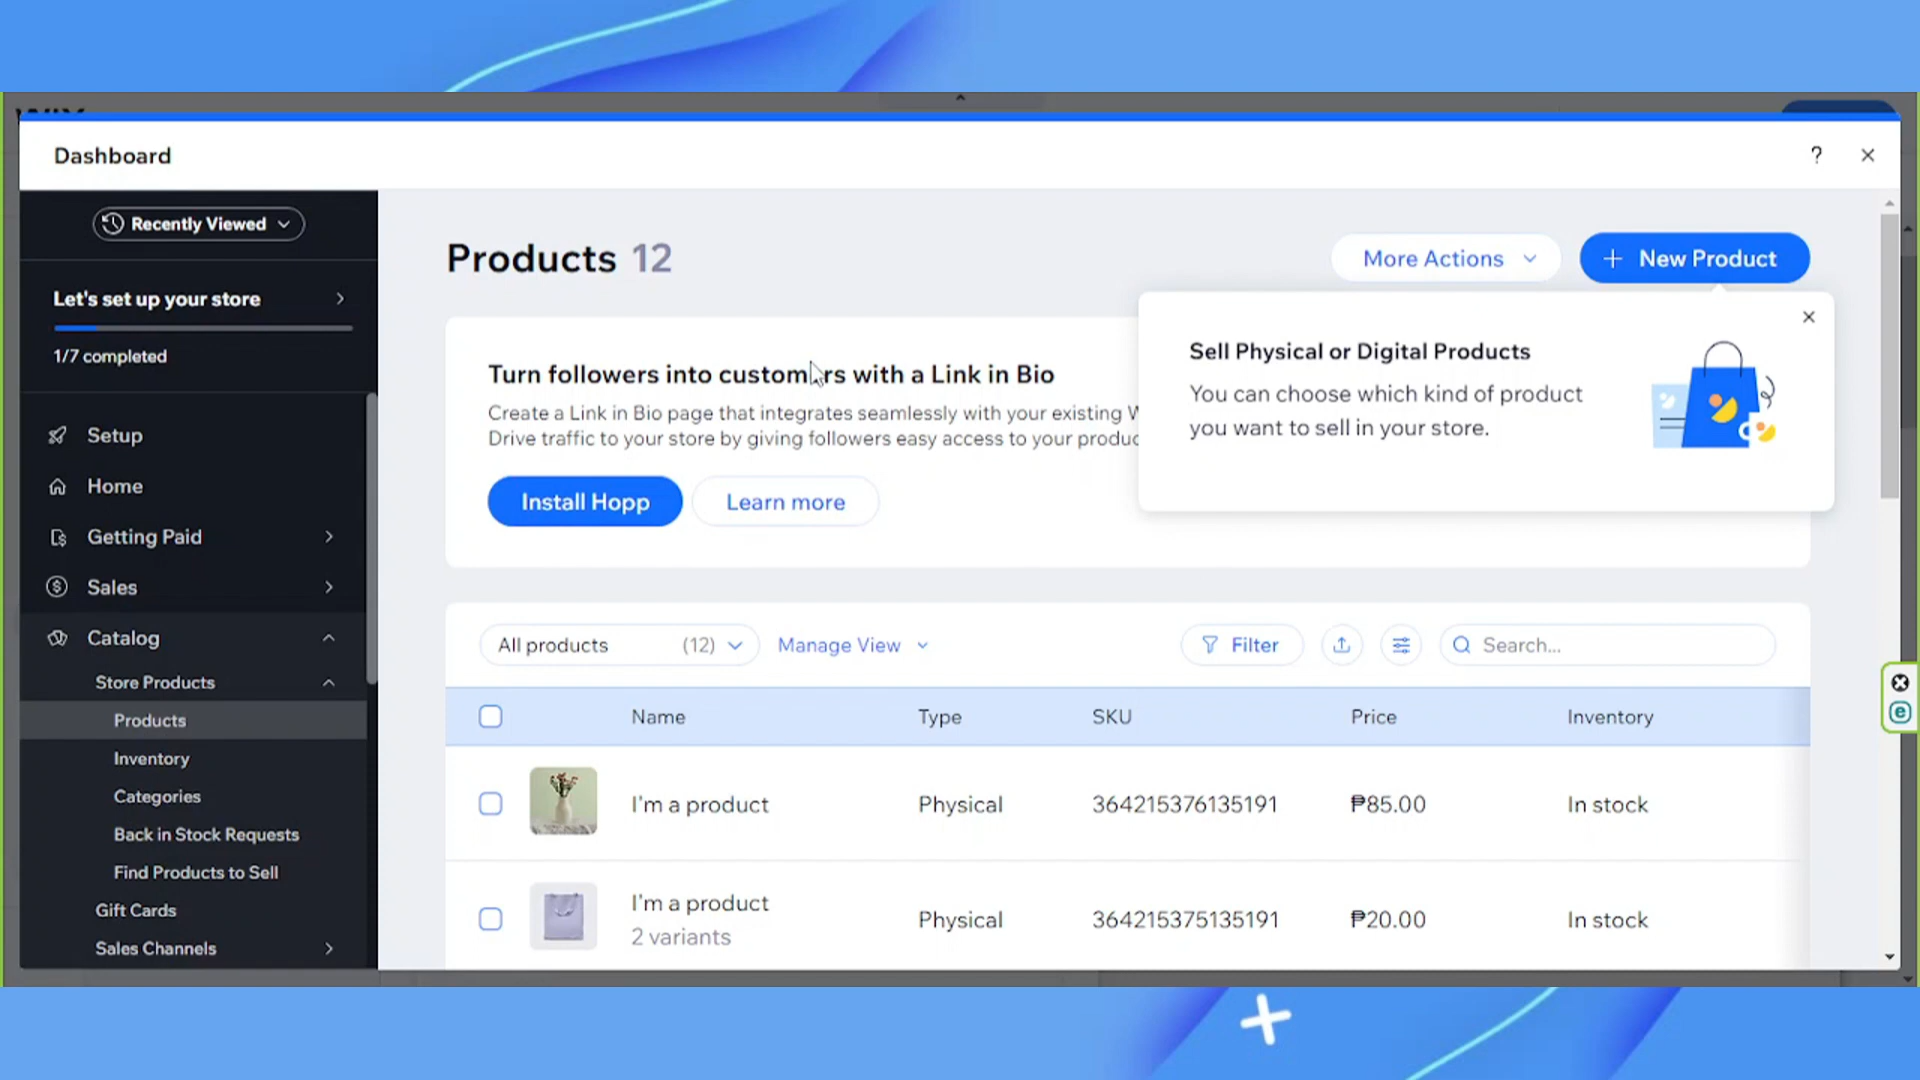 Dashboard
?
Recently Viewed
Let's set up your store
1/7 completed
Setup
Home
Getting Paid
Sales
Catalog
Store Products
Products
Inventory
Categories
Back in Stock Requests
Find Products to Sell
Gift Cards
Sales Channels
Products 12
More Actions
+ New Product
Sell Physical or Digital Products
You can choose which kind of product
you want to sell in your store.
Turn followers into customers with a Link in Bio
Create a Link in Bio page that integrates seamlessly with your existing
Drive traffic to your store by giving followers easy access to your
Install Hopp
Learn more
All products (12)
Manage View
Filter
Search...
Name Type SKU Price Inventory
I'm a product Physical 364215376135191 ₱85.00 In stock
I'm a product
2 variants
Physical 364215375135191 ₱20.00 In stock